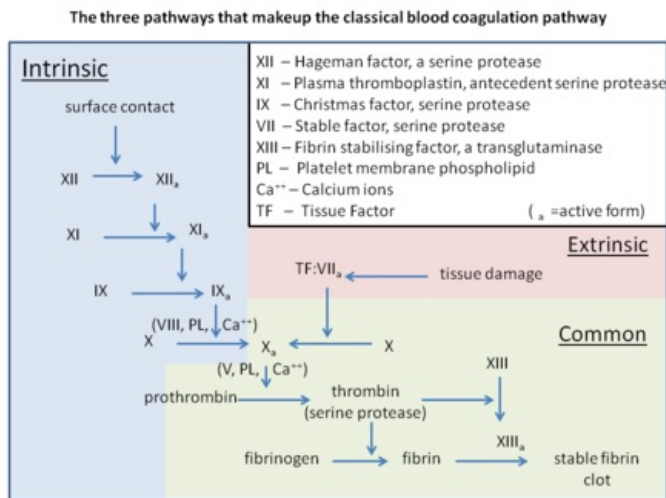 The three pathways that makeup the classical blood coagulation pathway
Intrinsic
XII – Hageman factor, a serine protease
XI – Plasma thromboplastin, antecedent serine protease
IX – Christmas factor, serine protease
VII – Stable factor, serine protease
XIII – Fibrin stabilising factor, a transglutaminase
PL – Platelet membrane phospholipid
Ca⁺⁺ – Calcium ions
TF – Tissue Factor ( ₐ =active form)
surface contact
XII XIIₐ
XI XIₐ
IX IXₐ
(VIII, PL, Ca⁺⁺)
X Xₐ X
Extrinsic
TF:VIIₐ tissue damage
Common
(V, PL, Ca⁺⁺)
prothrombin thrombin
(serine protease)
XIII
XIIIₐ
fibrinogen fibrin stable fibrin
clot